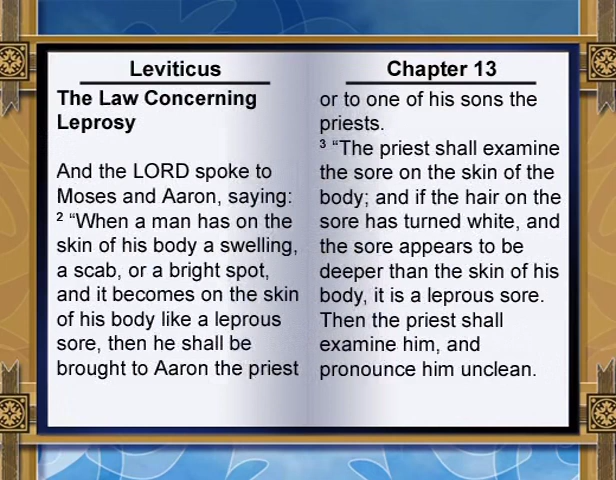 Leviticus
The Law Concerning
Leprosy
And the LORD spoke to
Moses and Aaron, saying:
² “When a man has on the
skin of his body a swelling,
a scab, or a bright spot,
and it becomes on the skin
of his body like a leprous
sore, then he shall be
brought to Aaron the priest
Chapter 13
or to one of his sons the
priests.
³ “The priest shall examine
the sore on the skin of the
body; and if the hair on the
sore has turned white, and
the sore appears to be
deeper than the skin of his
body, it is a leprous sore.
Then the priest shall
examine him, and
pronounce him unclean.